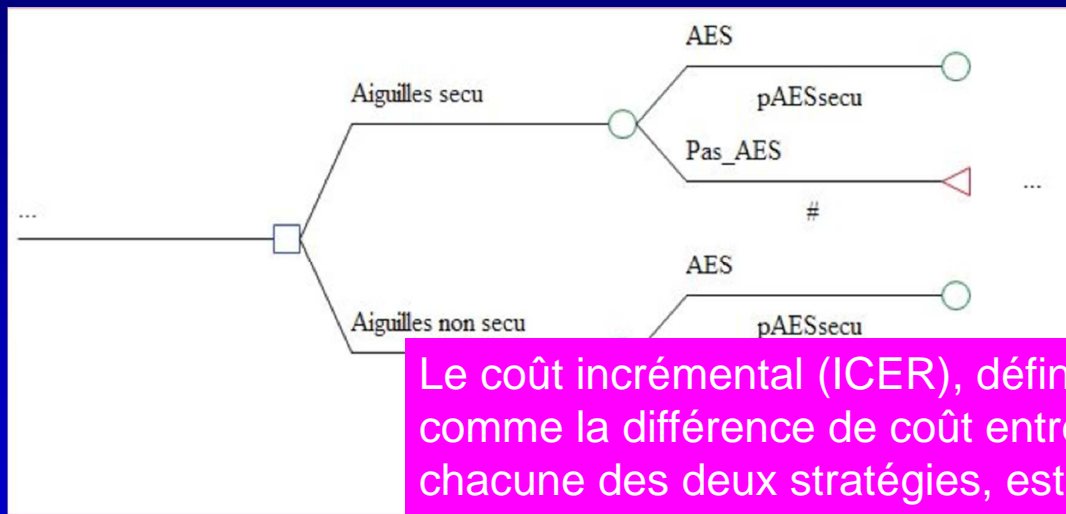 AES
Aiguilles secu
pAESsecu
Pas_AES
...
...
#
AES
Aiguilles non secu
pAESsecu
Le coût incrémental (ICER), défin
comme la différence de coût entr
chacune des deux stratégies, est